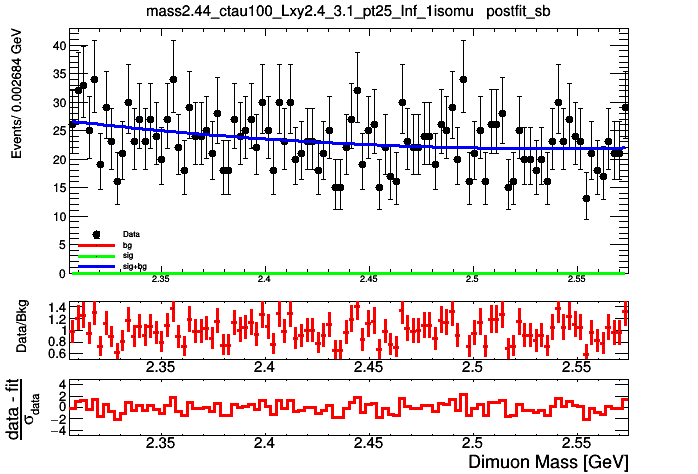 mass2.44_ctau100_Lxy2.4_3.1_pt25_Inf_1isomu postfit_sb
Events/ 0.002684 GeV
40
35
30
25
20
15
10
5
0
Data
bg
sig
sig+bg
2.35 2.4 2.45 2.5 2.55
Data/Bkg
1.4
1.2
1
0.8
0.6
2.35 2.4 2.45 2.5 2.55
data - fit
σdata
4
2
0
−2
−4
2.35 2.4 2.45 2.5 2.55
Dimuon Mass [GeV]